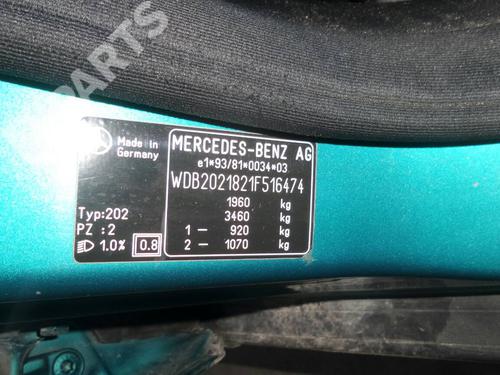 PARTS
Made in
Germany
MERCEDES-BENZ AG
e1*93/81*0034*03
WDB2021821F516474
1960 kg
3460 kg
Typ:202
PZ :2
1 — 920 kg
1.0% 0.8
2 — 1070 kg